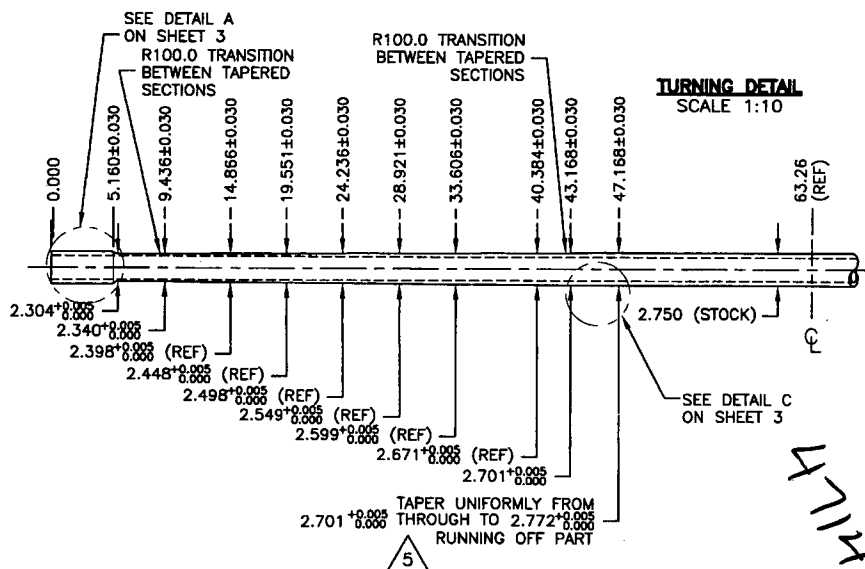 SEE DETAIL A
ON SHEET 3
R100.0 TRANSITION
BETWEEN TAPERED
SECTIONS
R100.0 TRANSITION
BETWEEN TAPERED
SECTIONS
TURNING DETAIL
SCALE 1:10
0.000
5.160±0.030
9.436±0.030
14.866±0.030
19.551±0.030
24.236±0.030
28.921±0.030
33.606±0.030
40.384±0.030
43.168±0.030
47.168±0.030
63.26
(REF)
2.304+0.005 0.000
2.340+0.005 0.000
2.398+0.005 0.000 (REF)
2.448+0.005 0.000 (REF)
2.498+0.005 0.000 (REF)
2.549+0.005 0.000 (REF)
2.599+0.005 0.000 (REF)
2.671+0.005 0.000 (REF)
2.701+0.005 0.000
2.750 (STOCK)
℄
SEE DETAIL C
ON SHEET 3
TAPER UNIFORMLY FROM
2.701+0.005 0.000 THROUGH TO 2.772+0.005 0.000
RUNNING OFF PART
5